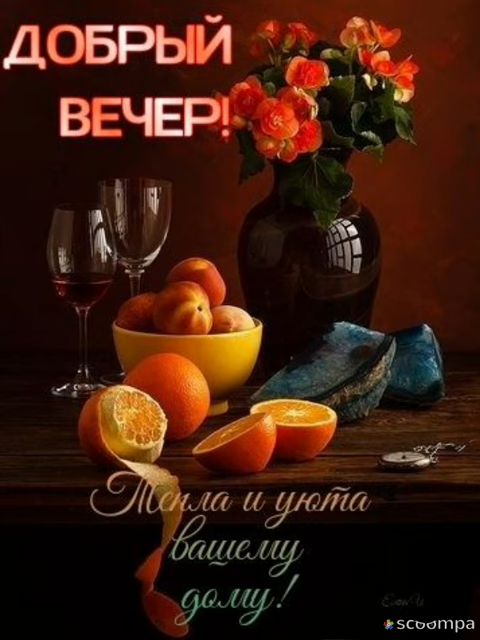 ДОБРЫЙ
ВЕЧЕР!
Тепла и уюта
вашему
дому!
scoompa